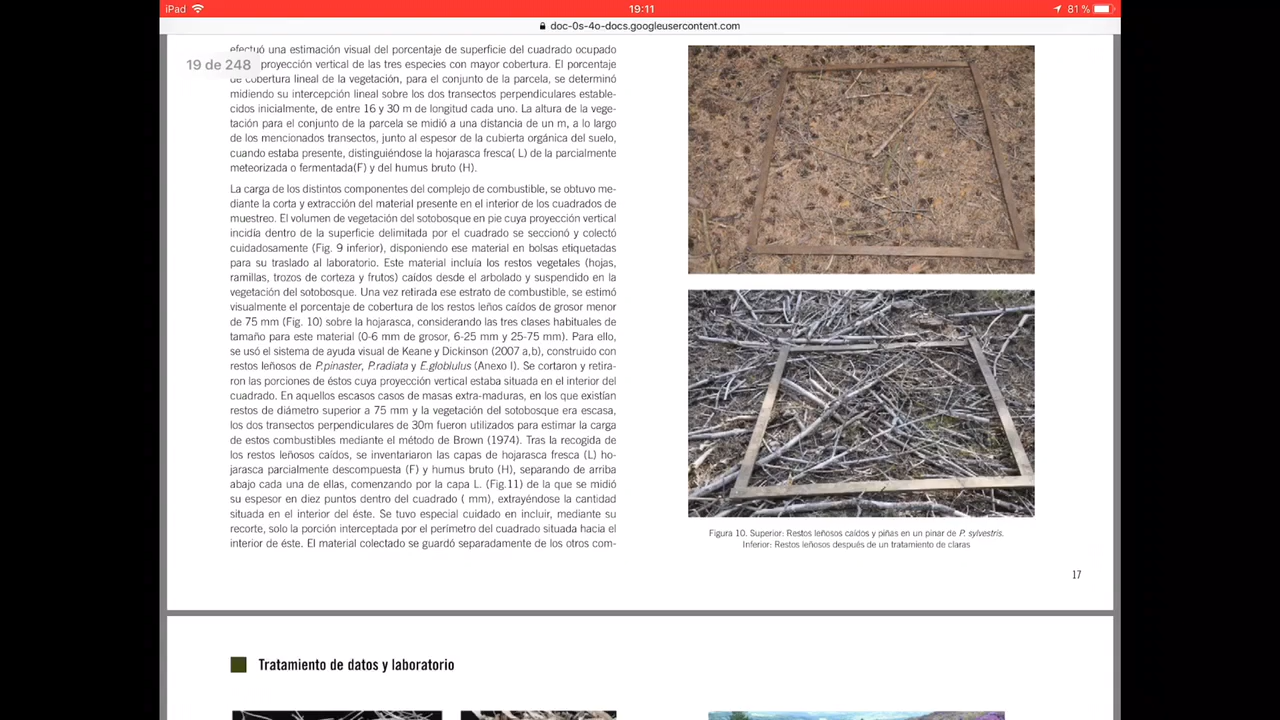 iPad
19:11
81 %
doc-0s-4o-docs.googleusercontent.com
19 de 248
efectuó una estimación visual del porcentaje de superficie del cuadrado ocupado
proyección vertical de las tres especies con mayor cobertura. El porcentaje
de cobertura lineal de la vegetación, para el conjunto de la parcela, se determinó
midiendo su intercepción lineal sobre los dos transectos perpendiculares estable-
cidos inicialmente, de entre 16 y 30 m de longitud cada uno. La altura de la vege-
tación para el conjunto de la parcela se midió a una distancia de un m, a lo largo
de los mencionados transectos, junto al espesor de la cubierta orgánica del suelo,
cuando estaba presente, distinguiéndose la hojarasca fresca( L) de la parcialmente
meteorizada o fermentada(F) y del humus bruto (H).
La carga de los distintos componentes del complejo de combustible, se obtuvo me-
diante la corta y extracción del material presente en el interior de los cuadrados de
muestreo. El volumen de vegetación del sotobosque en pie cuya proyección vertical
incidía dentro de la superficie delimitada por el cuadrado se seccionó y colectó
cuidadosamente (Fig. 9 inferior), disponiendo ese material en bolsas etiquetadas
para su traslado al laboratorio. Este material incluía los restos vegetales (hojas,
ramillas, trozos de corteza y frutos) caídos desde el arbolado y suspendido en la
vegetación del sotobosque. Una vez retirada ese estrato de combustible, se estimó
visualmente el porcentaje de cobertura de los restos leños caídos de grosor menor
de 75 mm (Fig. 10) sobre la hojarasca, considerando las tres clases habituales de
tamaño para este material (0-6 mm de grosor, 6-25 mm y 25-75 mm). Para ello,
se usó el sistema de ayuda visual de Keane y Dickinson (2007 a,b), construido con
restos leñosos de P.pinaster, P.radiata y E.globlulus (Anexo I). Se cortaron y retira-
ron las porciones de éstos cuya proyección vertical estaba situada en el interior del
cuadrado. En aquellos escasos casos de masas extra-maduras, en los que existían
restos de diámetro superior a 75 mm y la vegetación del sotobosque era escasa,
los dos transectos perpendiculares de 30m fueron utilizados para estimar la carga
de estos combustibles mediante el método de Brown (1974). Tras la recogida de
los restos leñosos caídos, se inventariaron las capas de hojarasca fresca (L) ho-
jarasca parcialmente descompuesta (F) y humus bruto (H), separando de arriba
abajo cada una de ellas, comenzando por la capa L. (Fig.11) de la que se midió
su espesor en diez puntos dentro del cuadrado ( mm), extrayéndose la cantidad
situada en el interior del éste. Se tuvo especial cuidado en incluir, mediante su
recorte, solo la porción interceptada por el perímetro del cuadrado situada hacia el
interior de éste. El material colectado se guardó separadamente de los otros com-
Figura 10. Superior: Restos leñosos caídos y piñas en un pinar de P. sylvestris.
Inferior: Restos leñosos después de un tratamiento de claras
17
Tratamiento de datos y laboratorio